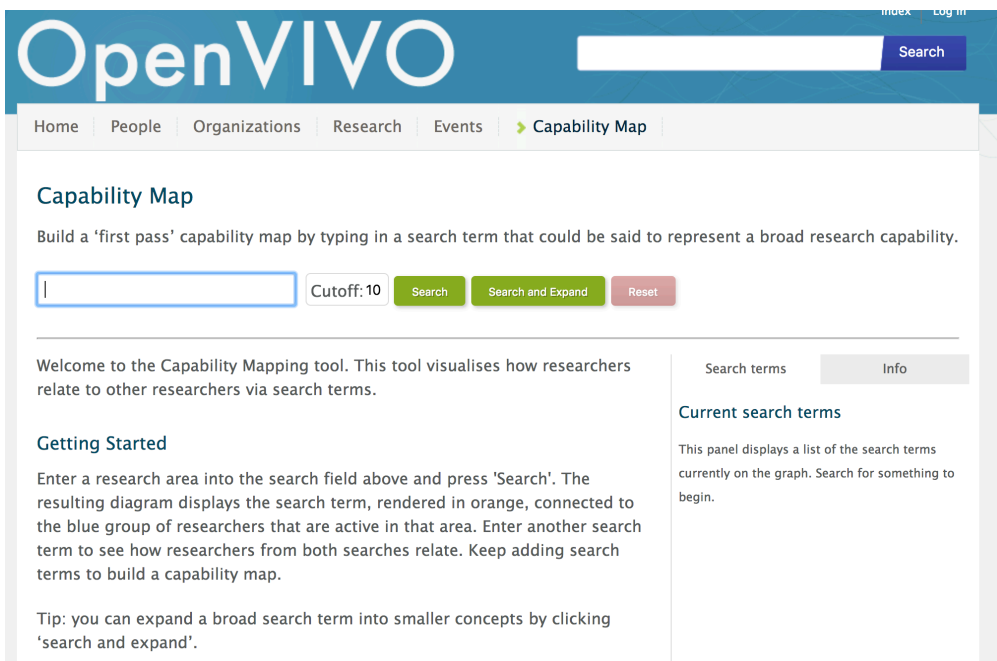 Index Log in
OpenVIVO
Search
Home People Organizations Research Events Capability Map
Capability Map
Build a ‘first pass’ capability map by typing in a search term that could be said to represent a broad research capability.
Cutoff: 10 Search Search and Expand Reset
Welcome to the Capability Mapping tool. This tool visualises how researchers
relate to other researchers via search terms.
Getting Started
Enter a research area into the search field above and press 'Search'. The
resulting diagram displays the search term, rendered in orange, connected to
the blue group of researchers that are active in that area. Enter another search
term to see how researchers from both searches relate. Keep adding search
terms to build a capability map.
Tip: you can expand a broad search term into smaller concepts by clicking
‘search and expand’.
Search terms Info
Current search terms
This panel displays a list of the search terms
currently on the graph. Search for something to
begin.